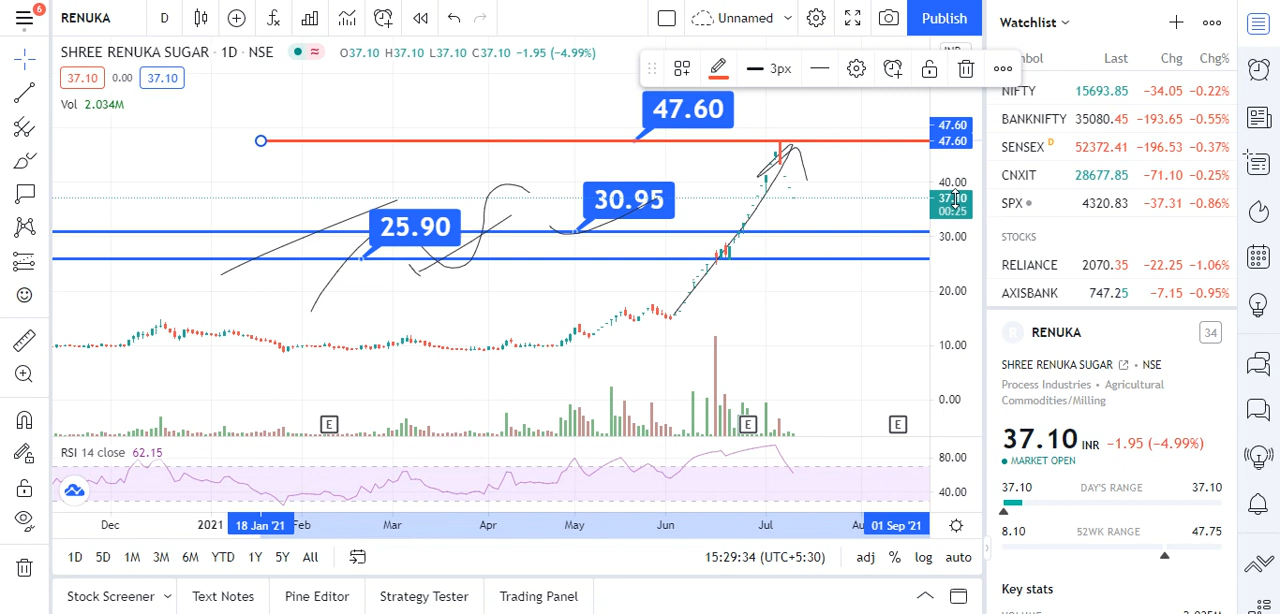 6
RENUKA
D
Unnamed
Publish
SHREE RENUKA SUGAR · 1D · NSE
O37.10 H37.10 L37.10 C37.10 −1.95 (−4.99%)
37.10 0.00 37.10
Vol 2.034M
3px
47.60
30.95
25.90
47.60
47.60
40.00
37.10
00:25
30.00
20.00
10.00
0.00
E E E
RSI 14 close 62.15
80.00
40.00
Dec 2021 18 Jan '21 Feb Mar Apr May Jun Jul 01 Sep '21
1D 5D 1M 3M 6M YTD 1Y 5Y All
15:29:34 (UTC+5:30) adj % log auto
Stock Screener Text Notes Pine Editor Strategy Tester Trading Panel
Watchlist
Last Chg Chg%
NIFTY 15693.85 −34.05 −0.22%
BANKNIFTY 35080.45 −193.65 −0.55%
SENSEX D 52372.41 −196.53 −0.37%
CNXIT 28677.85 −71.10 −0.25%
SPX 4320.83 −37.31 −0.86%
STOCKS
RELIANCE 2070.35 −22.25 −1.06%
AXISBANK 747.25 −7.15 −0.95%
R RENUKA 34
SHREE RENUKA SUGAR • NSE
Process Industries • Agricultural
Commodities/Milling
37.10 INR −1.95 (−4.99%)
MARKET OPEN
37.10 DAY'S RANGE 37.10
8.10 52WK RANGE 47.75
Key stats